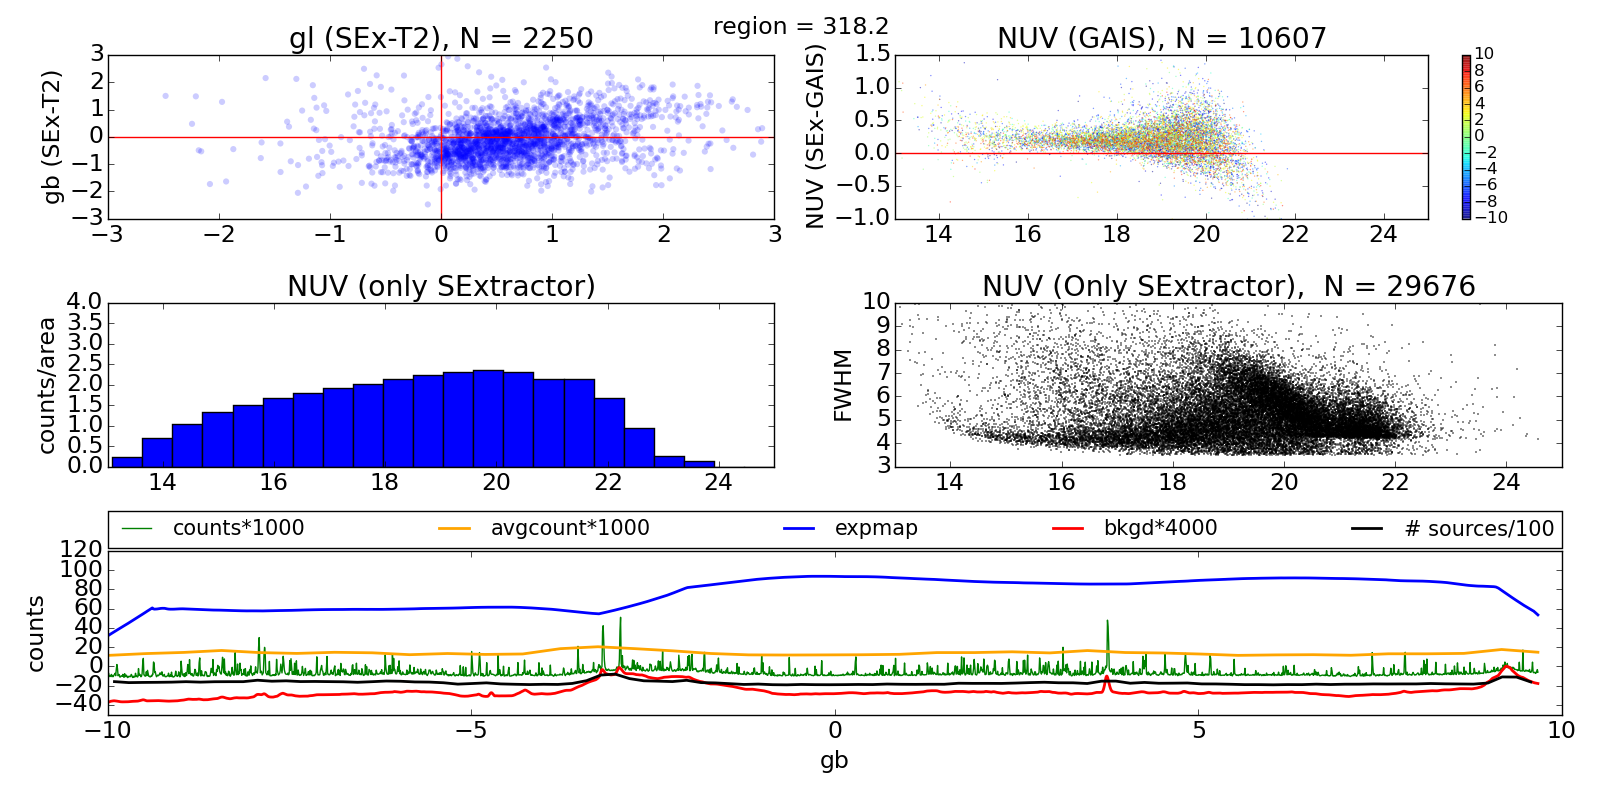 region = 318.2
gl (SEx-T2), N = 2250
gb (SEx-T2)
3
2
1
0
−1
−2
−3
−3 −2 −1 0 1 2 3
NUV (GAIS), N = 10607
NUV (SEx-GAIS)
1.5
1.0
0.5
0.0
−0.5
−1.0
14 16 18 20 22 24
10
8
6
4
2
0
−2
−4
−6
−8
−10
NUV (only SExtractor)
counts/area
4.0
3.5
3.0
2.5
2.0
1.5
1.0
0.5
0.0
14 16 18 20 22 24
NUV (Only SExtractor), N = 29676
FWHM
10
9
8
7
6
5
4
3
14 16 18 20 22 24
counts*1000 avgcount*1000 expmap bkgd*4000 # sources/100
counts
120
100
80
60
40
20
0
−20
−40
−10 −5 0 5 10
gb